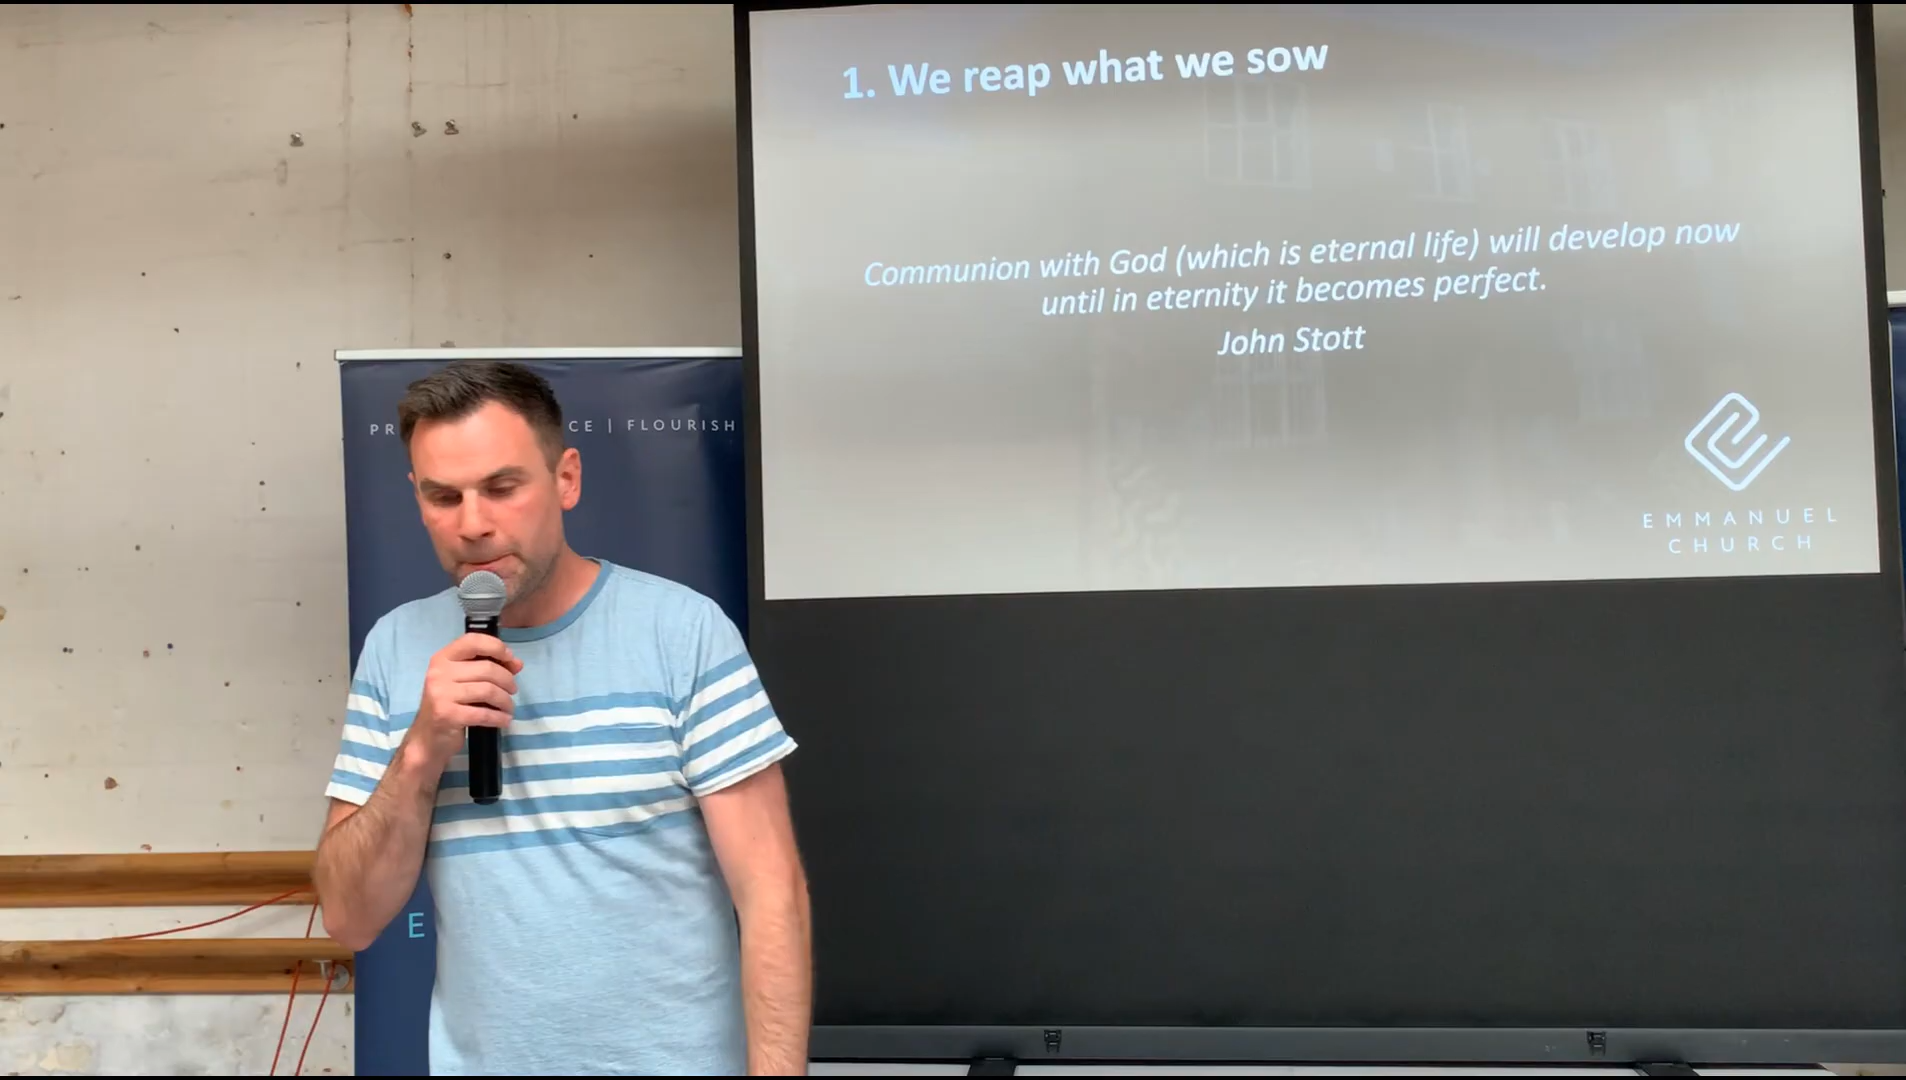 1. We reap what we sow
Communion with God (which is eternal life) will develop now
until in eternity it becomes perfect.
John Stott
EMMANUEL
CHURCH
PR CE | FLOURISH
E